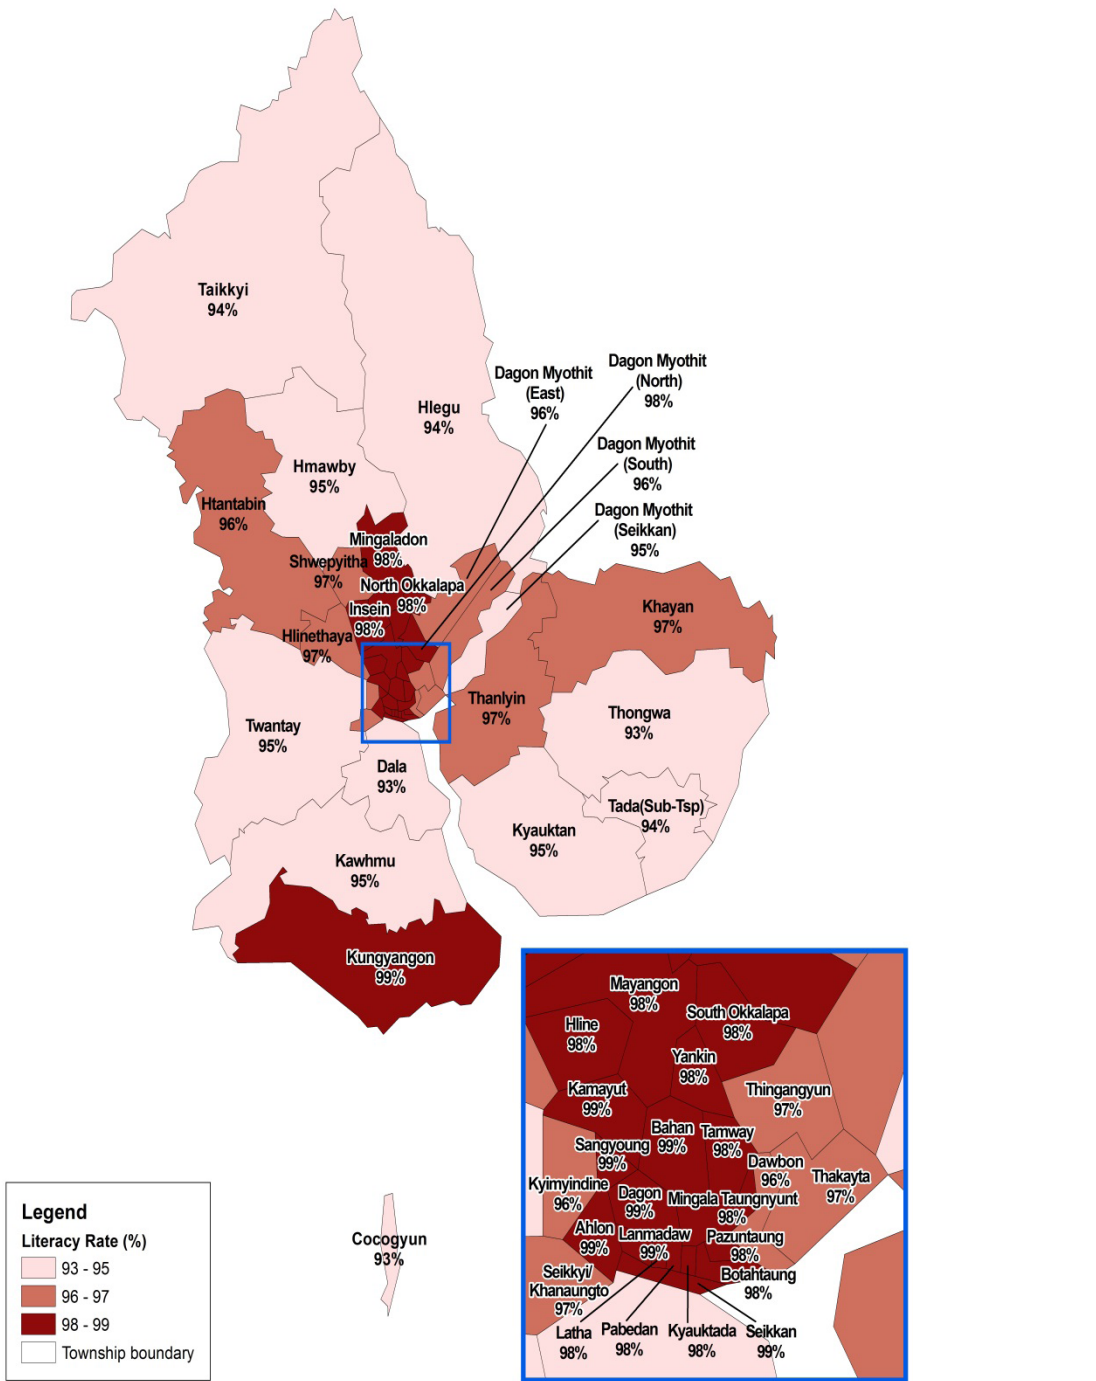 Taikkyi
94%
Hlegu
94%
Dagon Myothit
(East)
96%
Dagon Myothit
(North)
98%
Dagon Myothit
(South)
96%
Dagon Myothit
(Seikkan)
95%
Hmawby
95%
Htantabin
96%
Mingaladon
98%
Shwepyitha
97%
North Okkalapa
98%
Insein
98%
Hlinethaya
97%
Khayan
97%
Thanlyin
97%
Thongwa
93%
Twantay
95%
Dala
93%
Tada(Sub-Tsp)
94%
Kyauktan
95%
Kawhmu
95%
Kungyangon
99%
Cocogyun
93%
Mayangon
98%
South Okkalapa
98%
Hline
98%
Yankin
98%
Kamayut
99%
Thingangyun
97%
Bahan
99%
Tamway
98%
Sangyoung
99%
Dawbon
96%
Thakayta
97%
Kyimyindine
96%
Dagon
99%
Mingala Taungnyunt
98%
Ahlon
99%
Lanmadaw
99%
Pazuntaung
98%
Botahtaung
98%
Seikkyi/
Khanaungto
97%
Latha
98%
Pabedan
98%
Kyauktada
98%
Seikkan
99%
Legend
Literacy Rate (%)
93 - 95
96 - 97
98 - 99
Township boundary